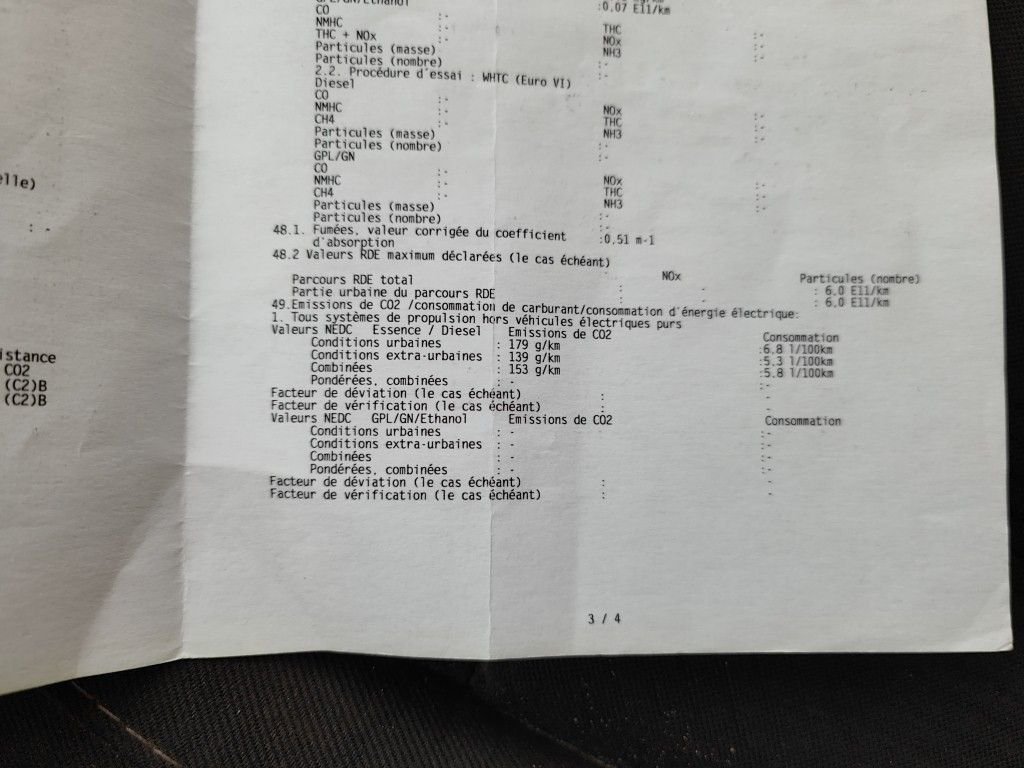 elle)
: -
istance
CO2
(C2)B
(C2)B
GPL/GN/Ethanol
CO :- :0,07 E11/km
NMHC :- THC :-
THC + NOx :- NOx :-
Particules (masse) NH3 :-
Particules (nombre) :-
2.2. Procédure d'essai : WHTC (Euro VI)
Diesel
CO :-
NMHC :- NOx :-
CH4 :- THC :-
Particules (masse) NH3 :-
Particules (nombre) :-
GPL/GN
CO :-
NMHC :- NOx :-
CH4 :- THC :-
Particules (masse) NH3 :-
Particules (nombre) :-
48.1. Fumées, valeur corrigée du coefficient
d'absorption :0,51 m-1
48.2 Valeurs RDE maximum déclarées (le cas échéant)
NOx Particules (nombre)
Parcours RDE total : - : 6,0 E11/km
Partie urbaine du parcours RDE : - : 6,0 E11/km
49.Emissions de CO2 /consommation de carburant/consommation d'énergie électrique:
1. Tous systèmes de propulsion hors véhicules électriques purs
Valeurs NEDC Essence / Diesel Emissions de CO2 Consommation
Conditions urbaines : 179 g/km :6,8 l/100km
Conditions extra-urbaines : 139 g/km :5,3 l/100km
Combinées : 153 g/km :5,8 l/100km
Pondérées, combinées : - :-
Facteur de déviation (le cas échéant) : -
Facteur de vérification (le cas échéant) : -
Valeurs NEDC GPL/GN/Ethanol Emissions de CO2 Consommation
Conditions urbaines : - :-
Conditions extra-urbaines : - :-
Combinées : - :-
Pondérées, combinées : - :-
Facteur de déviation (le cas échéant) : -
Facteur de vérification (le cas échéant) : -
3 / 4